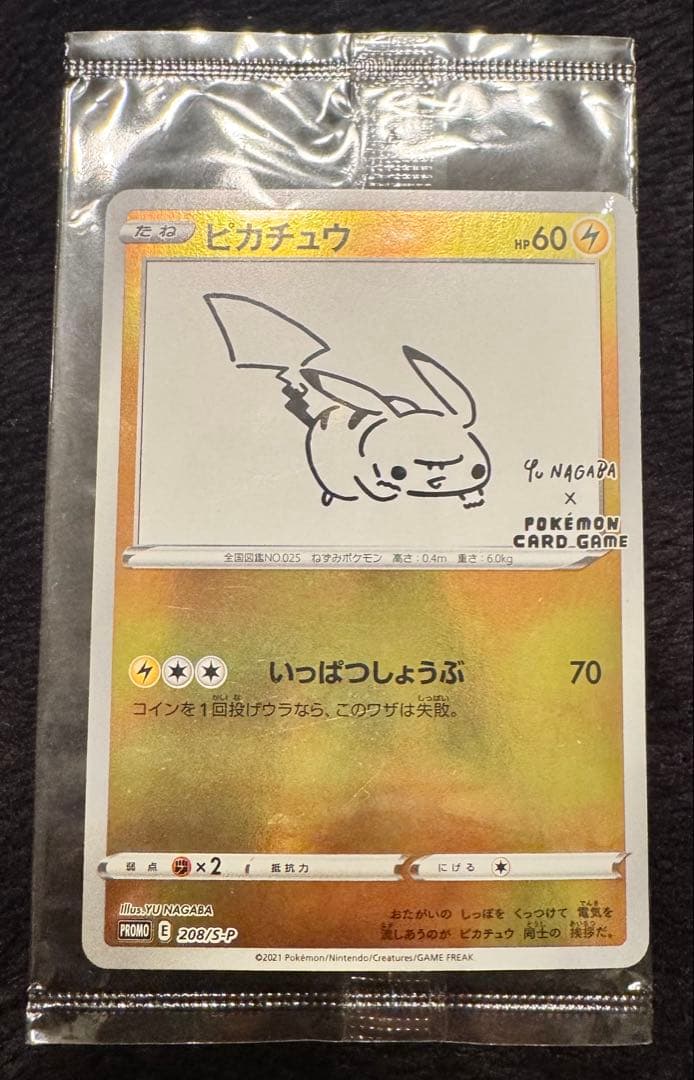 たね ピカチュウ HP60
YU NAGABA
×
POKÉMON
CARD GAME
全国図鑑NO.025 ねずみポケモン 高さ：0.4m 重さ：6.0kg
いっぱつしょうぶ 70
コインを1回投げウラなら、このワザは失敗。
弱点 ×2 抵抗力 にげる
Illus.YU NAGABA
PROMO E 208/S-P
おたがいの しっぽを くっつけて 電気を
流しあうのが ピカチュウ 同士の 挨拶だ。
©2021 Pokémon/Nintendo/Creatures/GAME FREAK